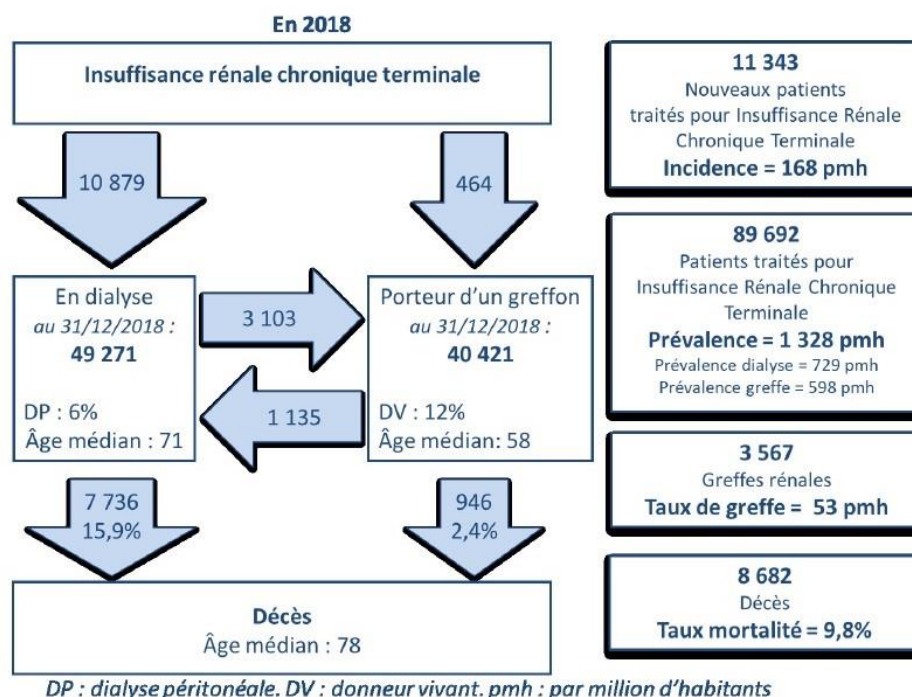 En 2018
Insuffisance rénale chronique terminale
10 879
464
En dialyse
au 31/12/2018 :
49 271
DP : 6%
Âge médian : 71
3 103
1 135
Porteur d'un greffon
au 31/12/2018 :
40 421
DV : 12%
Âge médian: 58
7 736
15,9%
946
2,4%
Décès
Âge médian : 78
11 343
Nouveaux patients
traités pour Insuffisance Rénale
Chronique Terminale
Incidence = 168 pmh
89 692
Patients traités pour
Insuffisance Rénale Chronique
Terminale
Prévalence = 1 328 pmh
Prévalence dialyse = 729 pmh
Prévalence greffe = 598 pmh
3 567
Greffes rénales
Taux de greffe = 53 pmh
8 682
Décès
Taux mortalité = 9,8%
DP : dialyse péritonéale. DV : donneur vivant. pmh : par million d'habitants